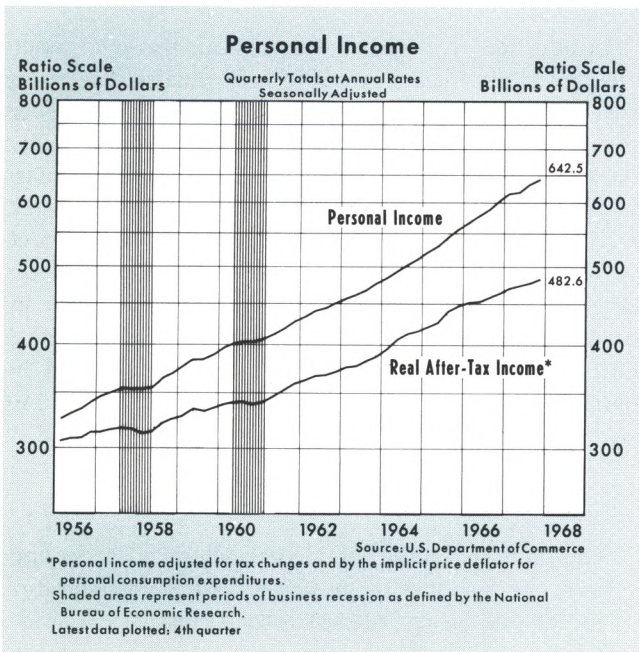 Personal Income
Ratio Scale
Billions of Dollars
Quarterly Totals at Annual Rates
Seasonally Adjusted
Ratio Scale
Billions of Dollars
800 800
700 700
642.5
600 600
Personal Income
500 500
482.6
400 400
Real After-Tax Income*
300 300
1956 1958 1960 1962 1964 1966 1968
Source: U.S. Department of Commerce
*Personal income adjusted for tax changes and by the implicit price deflator for
personal consumption expenditures.
Shaded areas represent periods of business recession as defined by the National
Bureau of Economic Research.
Latest data plotted: 4th quarter